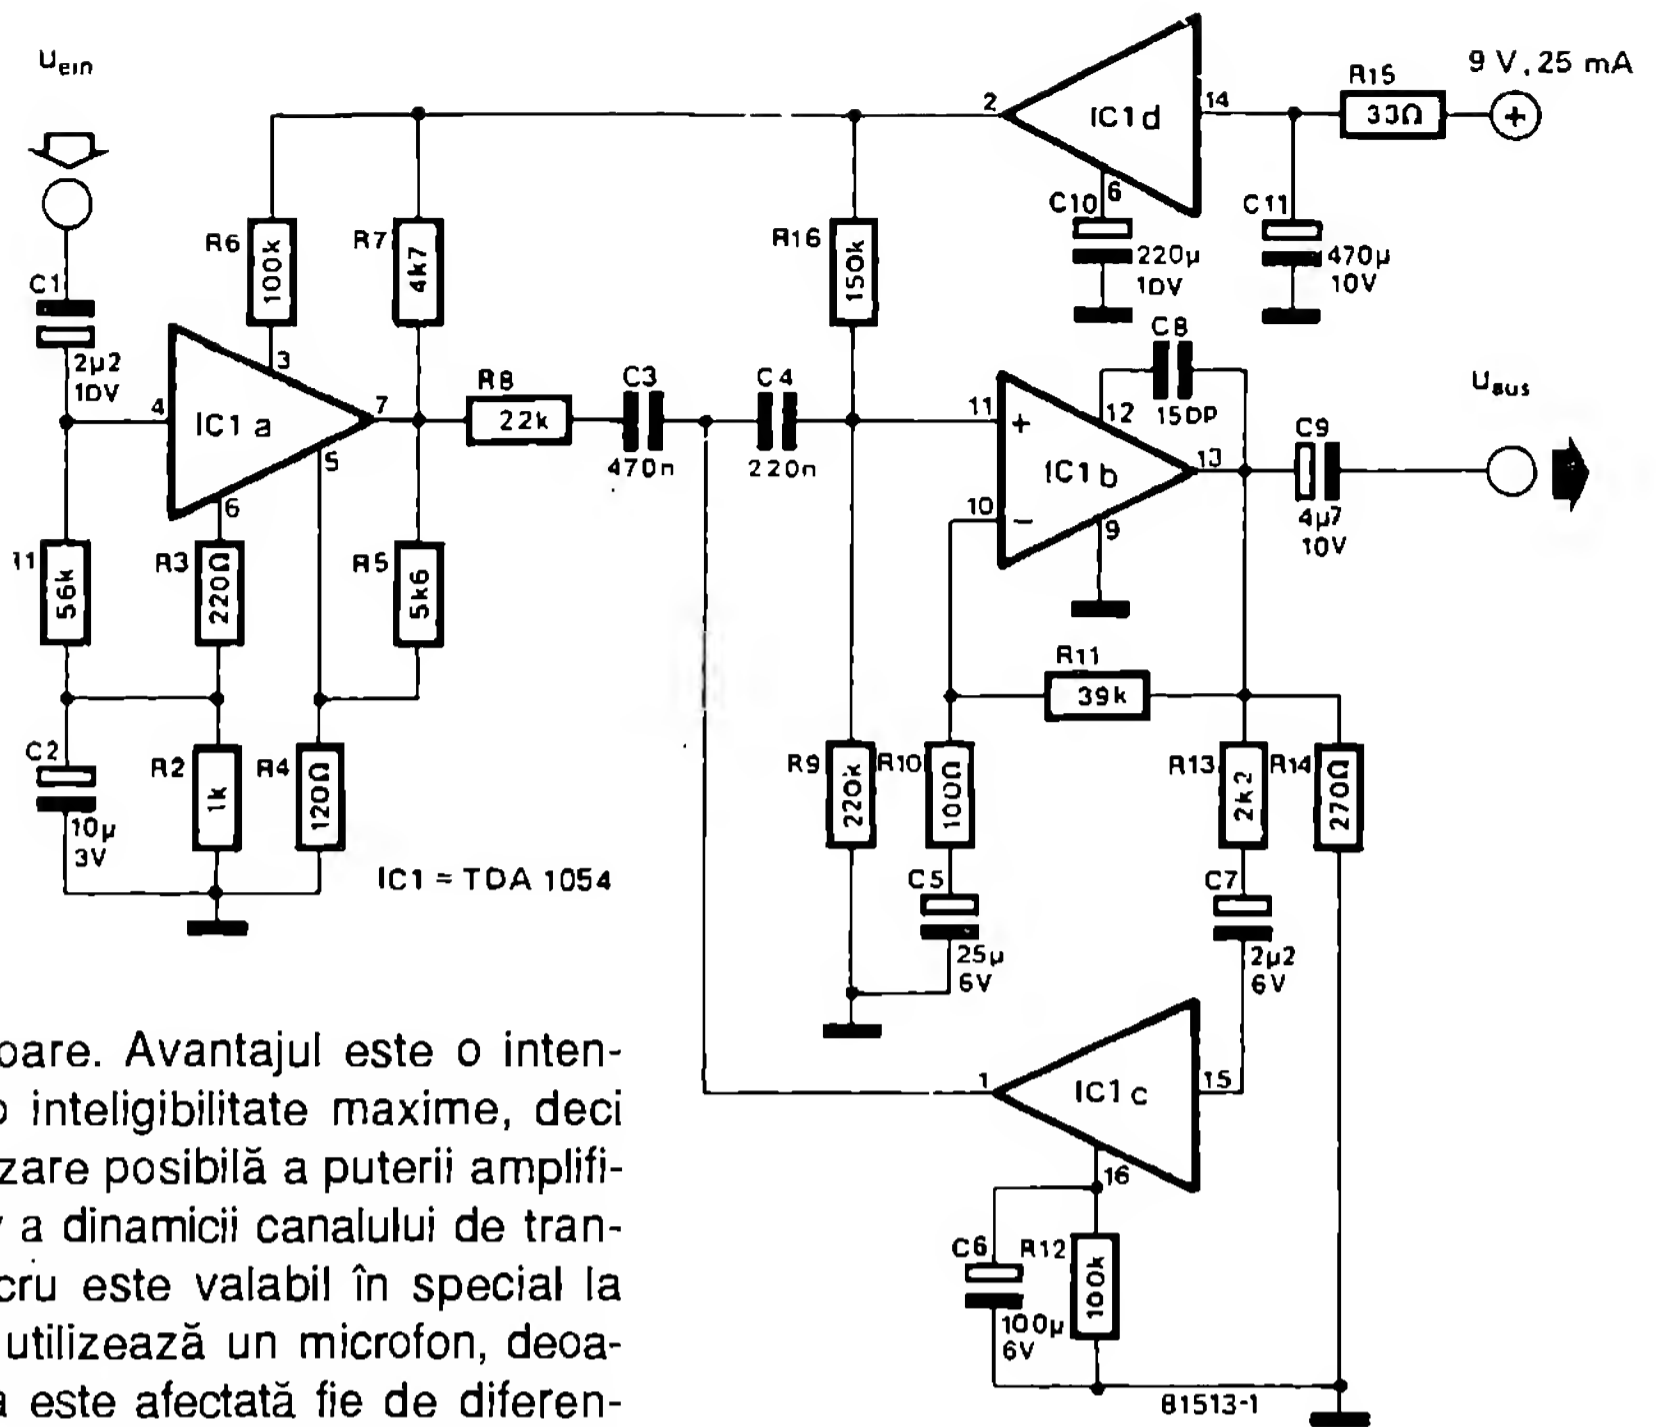 Uein
9 V, 25 mA
R15
33Ω
2
IC1d
14
6
C10
220µ
10V
C11
470µ
10V
R6
100k
R7
4k7
R16
150k
C1
2µ2
10V
3
4
IC1 a
7
5
6
R8
22k
C3
470n
C4
220n
C8
150p
11
+
12
IC1 b
13
10
−
9
C9
4µ7
10V
Uaus
11
56k
R3
220Ω
R5
5k6
R11
39k
C2
10µ
3V
R2
1k
R4
120Ω
R9
220k
R10
100Ω
R13
2k2
R14
270Ω
IC1 = TDA 1054
C5
25µ
6V
C7
2µ2
6V
1
IC1 c
15
16
C6
100µ
6V
R12
100k
81513-1
oare. Avantajul este o inten-
o inteligibilitate maxime, deci
zare posibilă a puterii amplifi-
a dinamicii canalului de tran-
cru este valabil în special la
utilizează un microfon, deoa-
a este afectată fie de diferen-